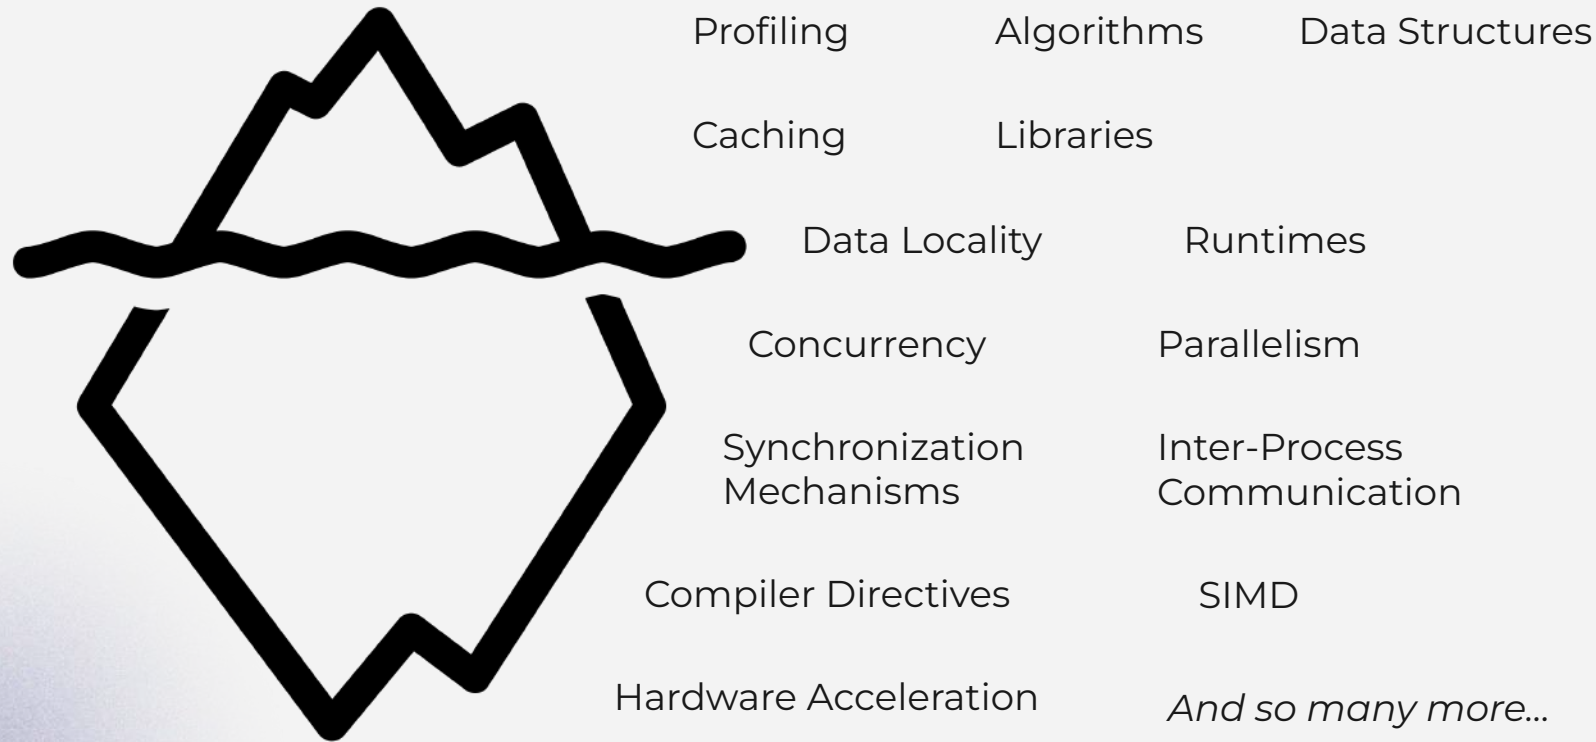 Profiling Algorithms Data Structures
Caching Libraries
Data Locality Runtimes
Concurrency Parallelism
Synchronization
Mechanisms
Inter-Process
Communication
Compiler Directives SIMD
Hardware Acceleration And so many more...